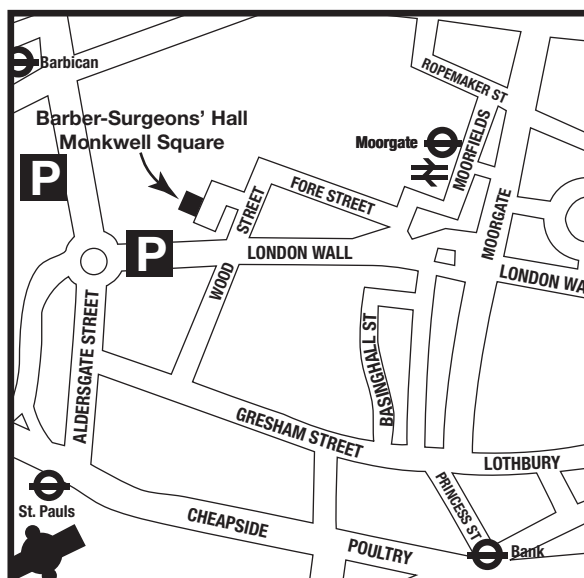 Barbican
ROPEMAKER ST
Barber-Surgeons' Hall
Monkwell Square
Moorgate
MOORFIELDS
P
FORE STREET
WOOD STREET
MOORGATE
P
LONDON WALL
LONDON WA
ALDERSGATE STREET
BASINGHALL ST
GRESHAM STREET
LOTHBURY
PRINCESS ST
St. Pauls
CHEAPSIDE
POULTRY
Bank